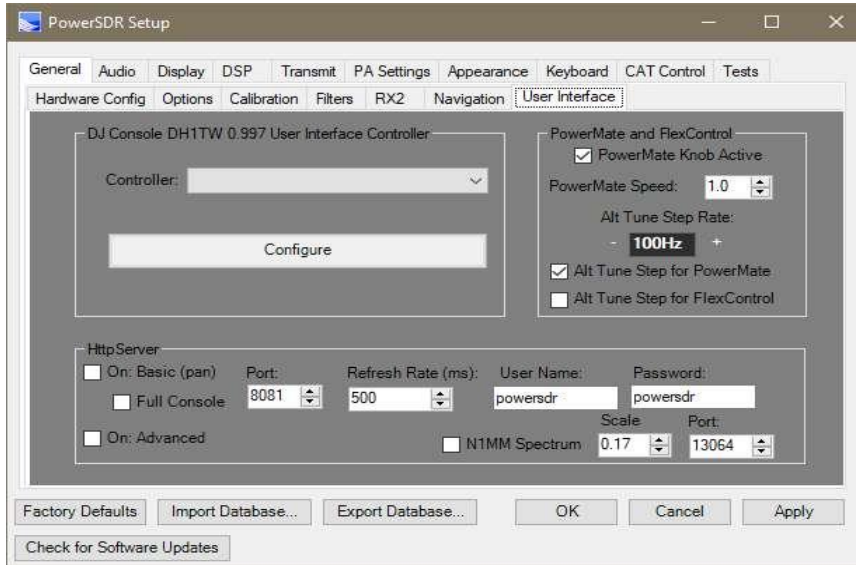 PowerSDR Setup
General Audio Display DSP Transmit PA Settings Appearance Keyboard CAT Control Tests
Hardware Config Options Calibration Filters RX2 Navigation User Interface
DJ Console DH1TW 0.997 User Interface Controller
Controller:
Configure
PowerMate and FlexControl
PowerMate Knob Active
PowerMate Speed: 1.0
Alt Tune Step Rate:
- 100Hz +
Alt Tune Step for PowerMate
Alt Tune Step for FlexControl
HttpServer
On: Basic (pan) Port: Refresh Rate (ms): User Name: Password:
Full Console 8081 500 powersdr powersdr
Scale Port:
On: Advanced N1MM Spectrum 0.17 13064
Factory Defaults Import Database... Export Database... OK Cancel Apply
Check for Software Updates